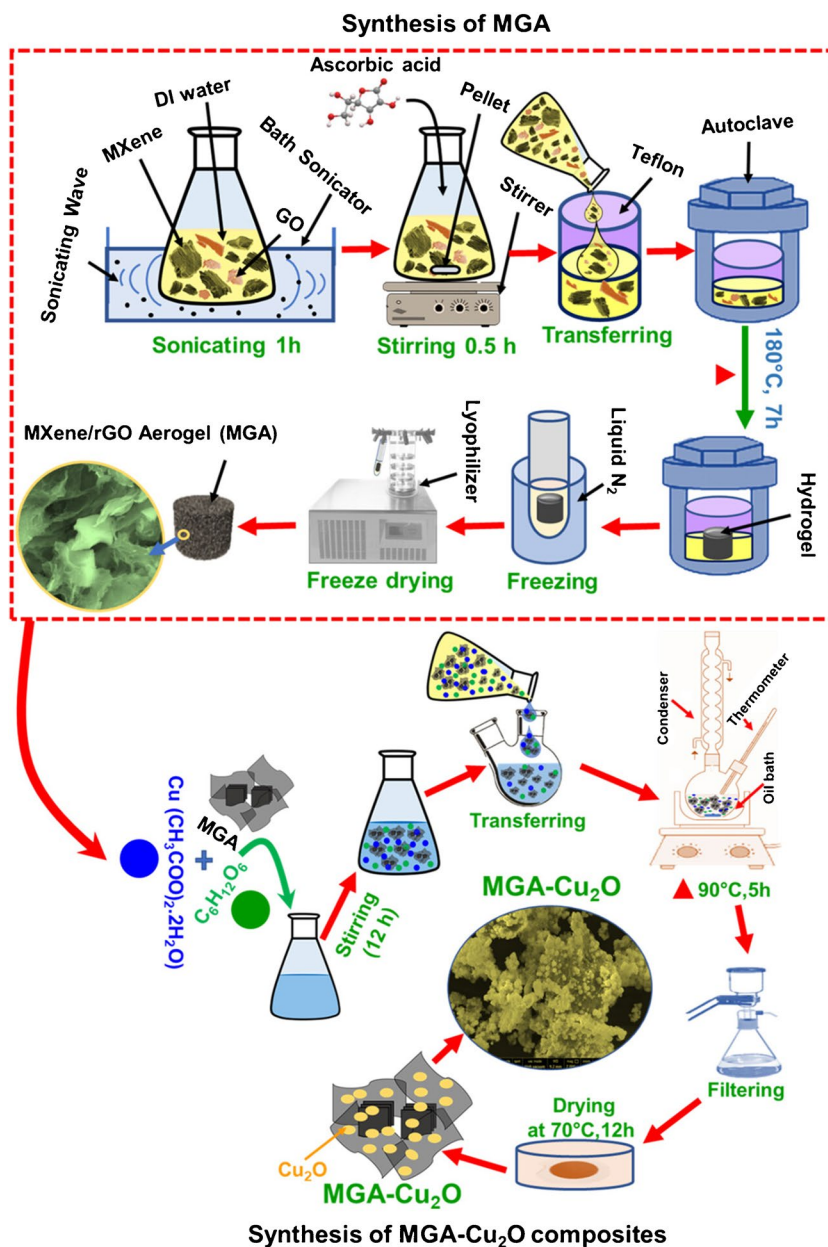 Synthesis of MGA
Ascorbic acid
DI water
MXene
Bath Sonicator
GO
Sonicating Wave
Pellet
Stirrer
Teflon
Autoclave
Sonicating 1h
Stirring 0.5 h
Transferring
180°C, 7h
MXene/rGO Aerogel (MGA)
Lyophilizer
Liquid N₂
Hydrogel
Freeze drying
Freezing
Cu (CH₃COO)₂.2H₂O)
+
MGA
C₆H₁₂O₆
Stirring
(12 h)
Transferring
Condenser
Thermometer
Oil bath
90°C,5h
MGA-Cu₂O
Filtering
Drying
at 70°C,12h
Cu₂O
MGA-Cu₂O
Synthesis of MGA-Cu₂O composites